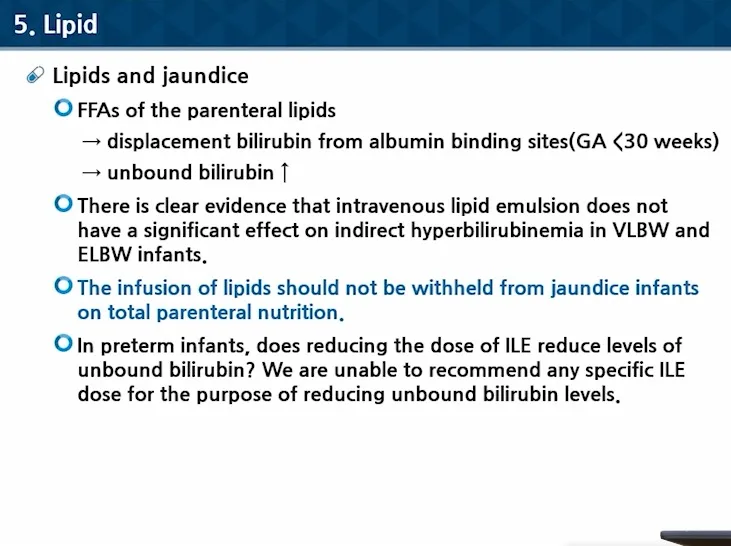 5. Lipid
Lipids and jaundice
FFAs of the parenteral lipids
→ displacement bilirubin from albumin binding sites(GA <30 weeks)
→ unbound bilirubin ↑
There is clear evidence that intravenous lipid emulsion does not
have a significant effect on indirect hyperbilirubinemia in VLBW and
ELBW infants.
The infusion of lipids should not be withheld from jaundice infants
on total parenteral nutrition.
In preterm infants, does reducing the dose of ILE reduce levels of
unbound bilirubin? We are unable to recommend any specific ILE
dose for the purpose of reducing unbound bilirubin levels.